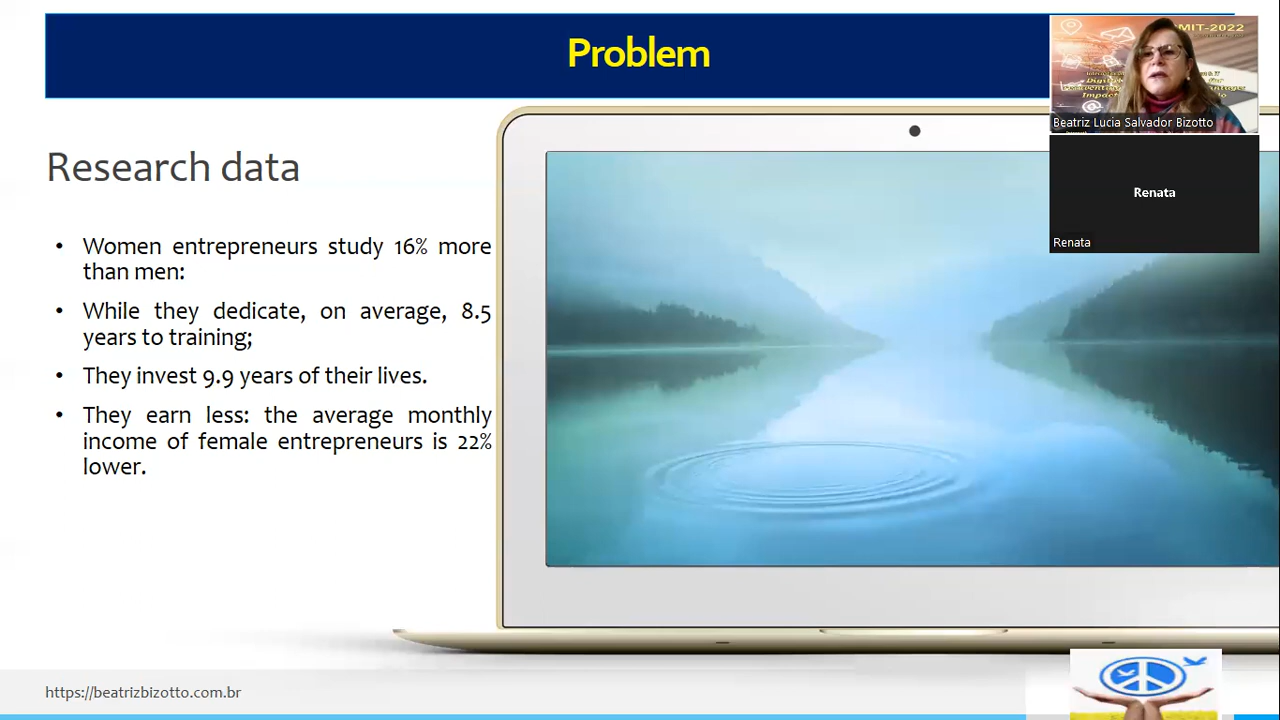 Problem
MIT-2022
Beatriz Lucia Salvador Bizotto
Renata
Renata
Research data
• Women entrepreneurs study 16% more
than men:
• While they dedicate, on average, 8.5
years to training;
• They invest 9.9 years of their lives.
• They earn less: the average monthly
income of female entrepreneurs is 22%
lower.
https://beatrizbizotto.com.br